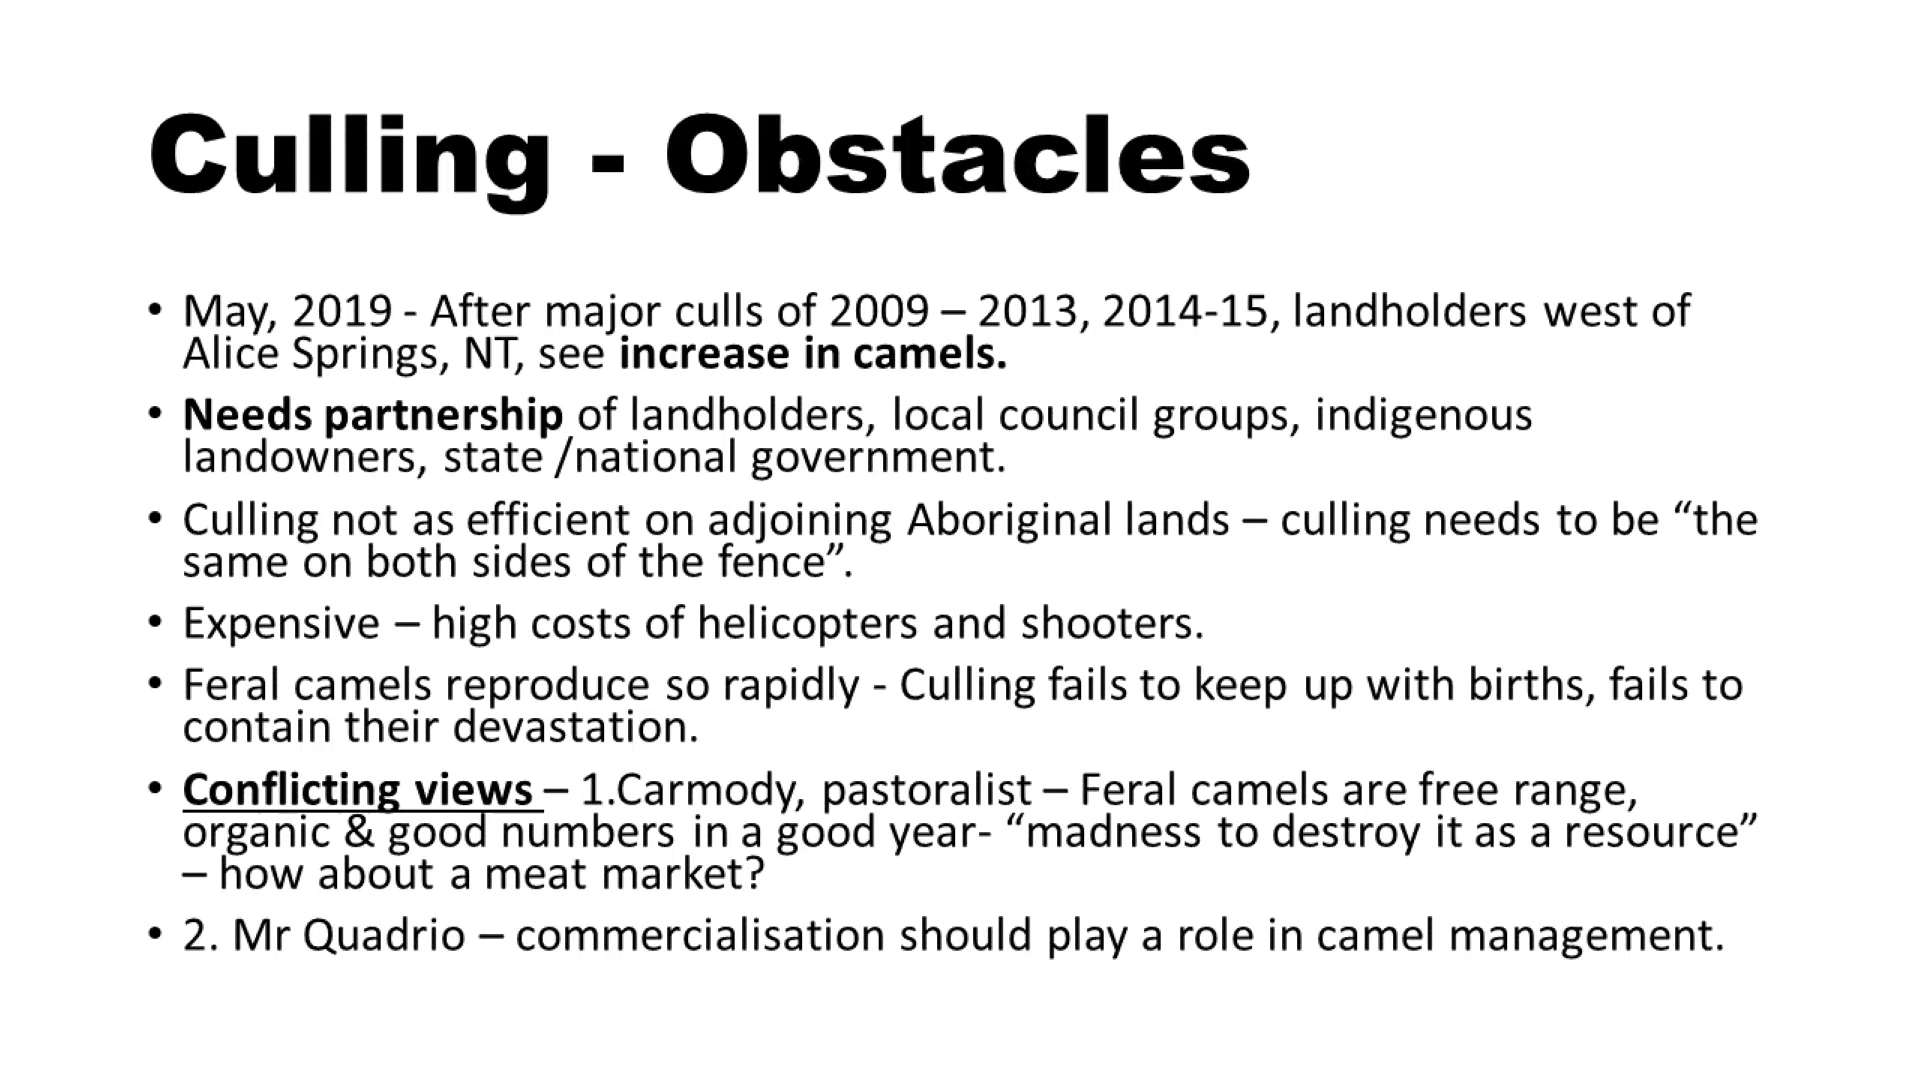 Culling - Obstacles
• May, 2019 - After major culls of 2009 – 2013, 2014-15, landholders west of
Alice Springs, NT, see increase in camels.
• Needs partnership of landholders, local council groups, indigenous
landowners, state /national government.
• Culling not as efficient on adjoining Aboriginal lands – culling needs to be “the
same on both sides of the fence”.
• Expensive – high costs of helicopters and shooters.
• Feral camels reproduce so rapidly - Culling fails to keep up with births, fails to
contain their devastation.
• Conflicting views – 1.Carmody, pastoralist – Feral camels are free range,
organic & good numbers in a good year- “madness to destroy it as a resource”
– how about a meat market?
• 2. Mr Quadrio – commercialisation should play a role in camel management.